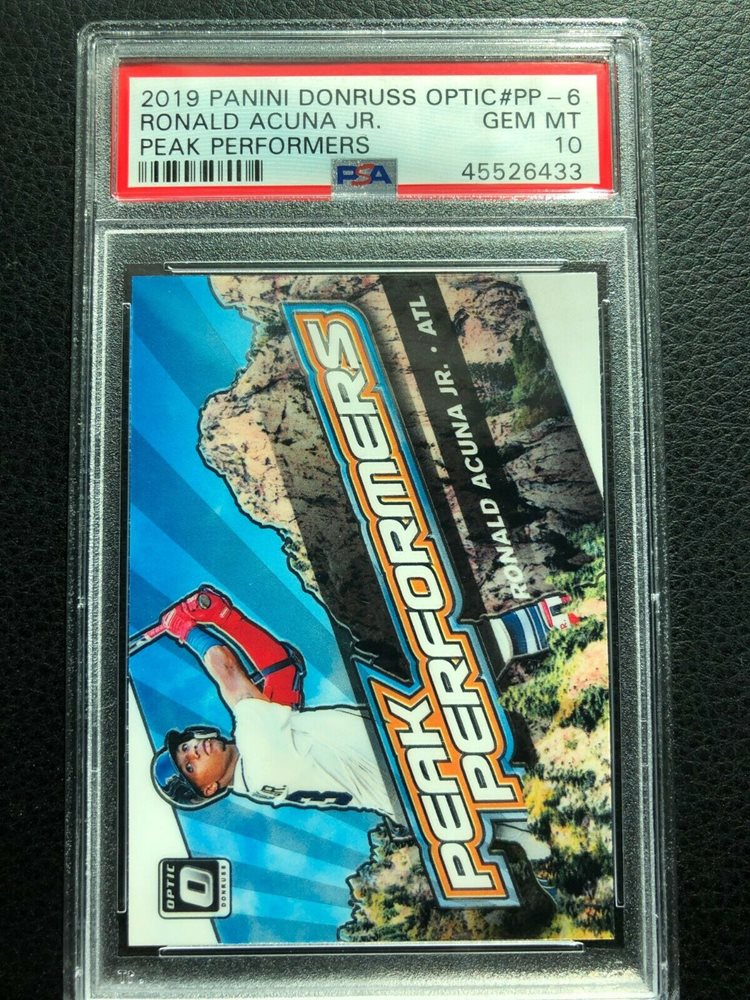 2019 PANINI DONRUSS OPTIC#PP-6
RONALD ACUNA JR. GEM MT
PEAK PERFORMERS 10
PSA 45526433
PEAK
PERFORMERS
RONALD ACUNA JR. • ATL
OPTIC
DONRUSS